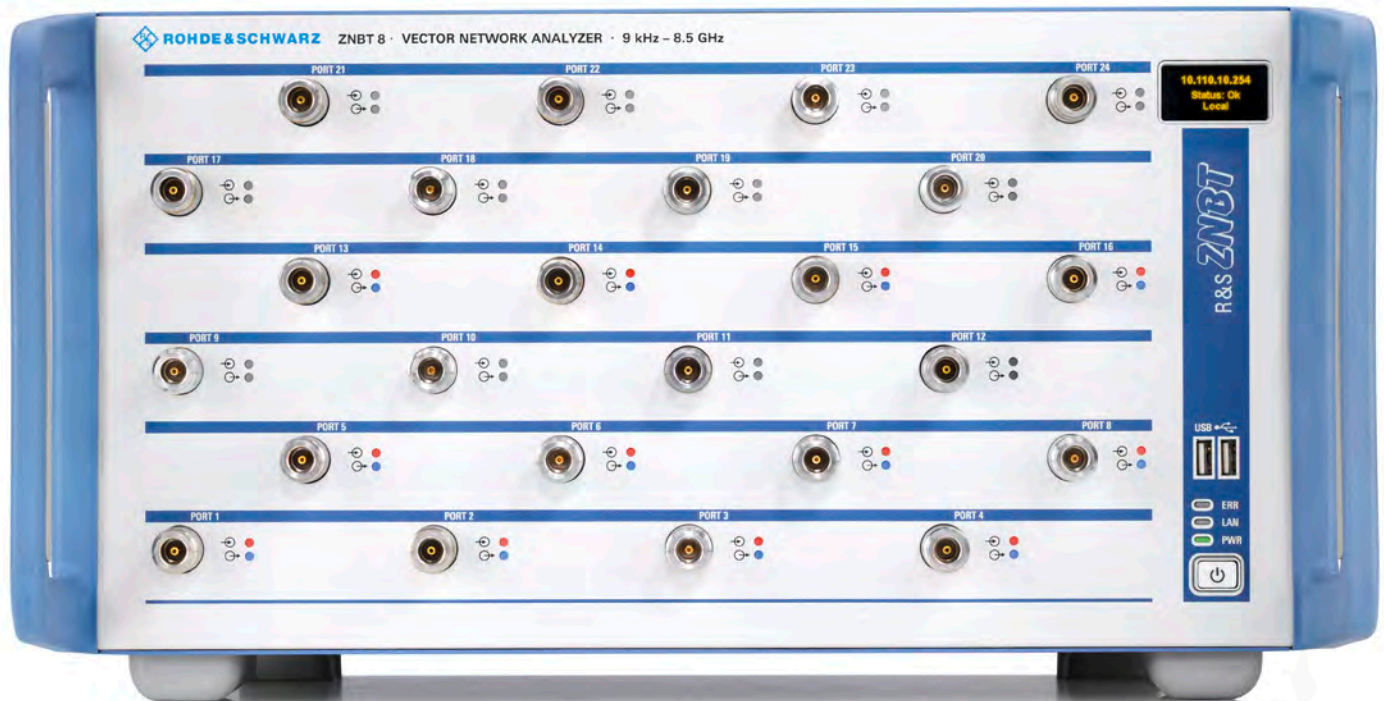 ROHDE & SCHWARZ ZNBT 8 · VECTOR NETWORK ANALYZER · 9 kHz – 8.5 GHz
PORT 21 PORT 22 PORT 23 PORT 24
10.110.10.254
Status: Ok
Local
PORT 17 PORT 18 PORT 19 PORT 20
R&S ZNBT
PORT 13 PORT 14 PORT 15 PORT 16
PORT 9 PORT 10 PORT 11 PORT 12
PORT 5 PORT 6 PORT 7 PORT 8
USB
ERR
LAN
PWR
PORT 1 PORT 2 PORT 3 PORT 4